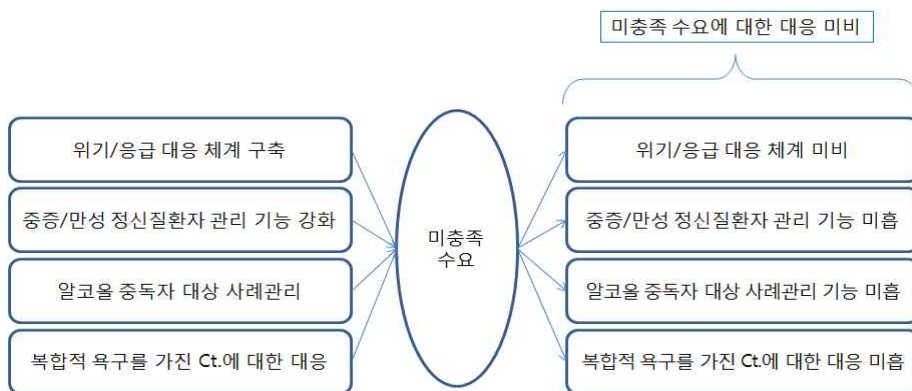 미충족 수요에 대한 대응 미비
위기/응급 대응 체계 구축
중증/만성 정신질환자 관리 기능 강화
알코올 중독자 대상 사례관리
복합적 욕구를 가진 Ct.에 대한 대응
미충족
수요
위기/응급 대응 체계 미비
중증/만성 정신질환자 관리 기능 미흡
알코올 중독자 대상 사례관리 기능 미흡
복합적 욕구를 가진 Ct.에 대한 대응 미흡